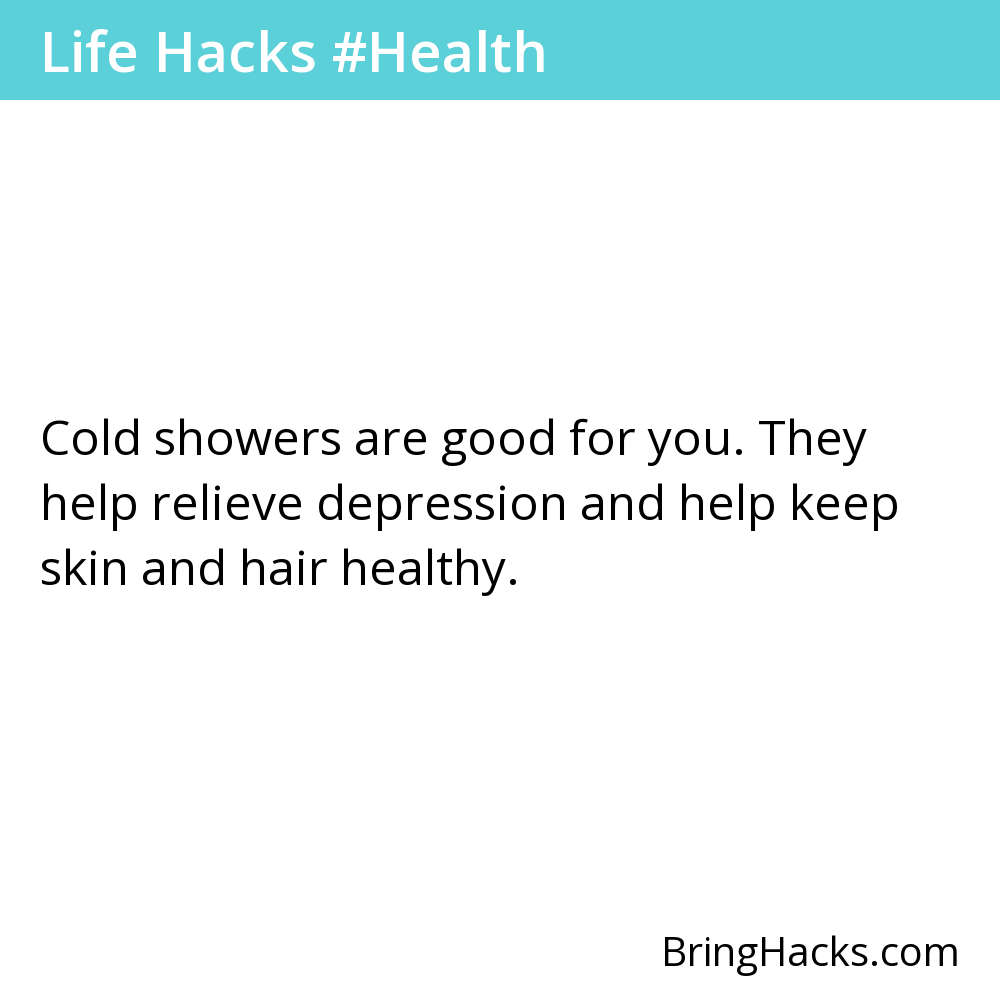 Life Hacks #Health
Cold showers are good for you. They
help relieve depression and help keep
skin and hair healthy.
BringHacks.com